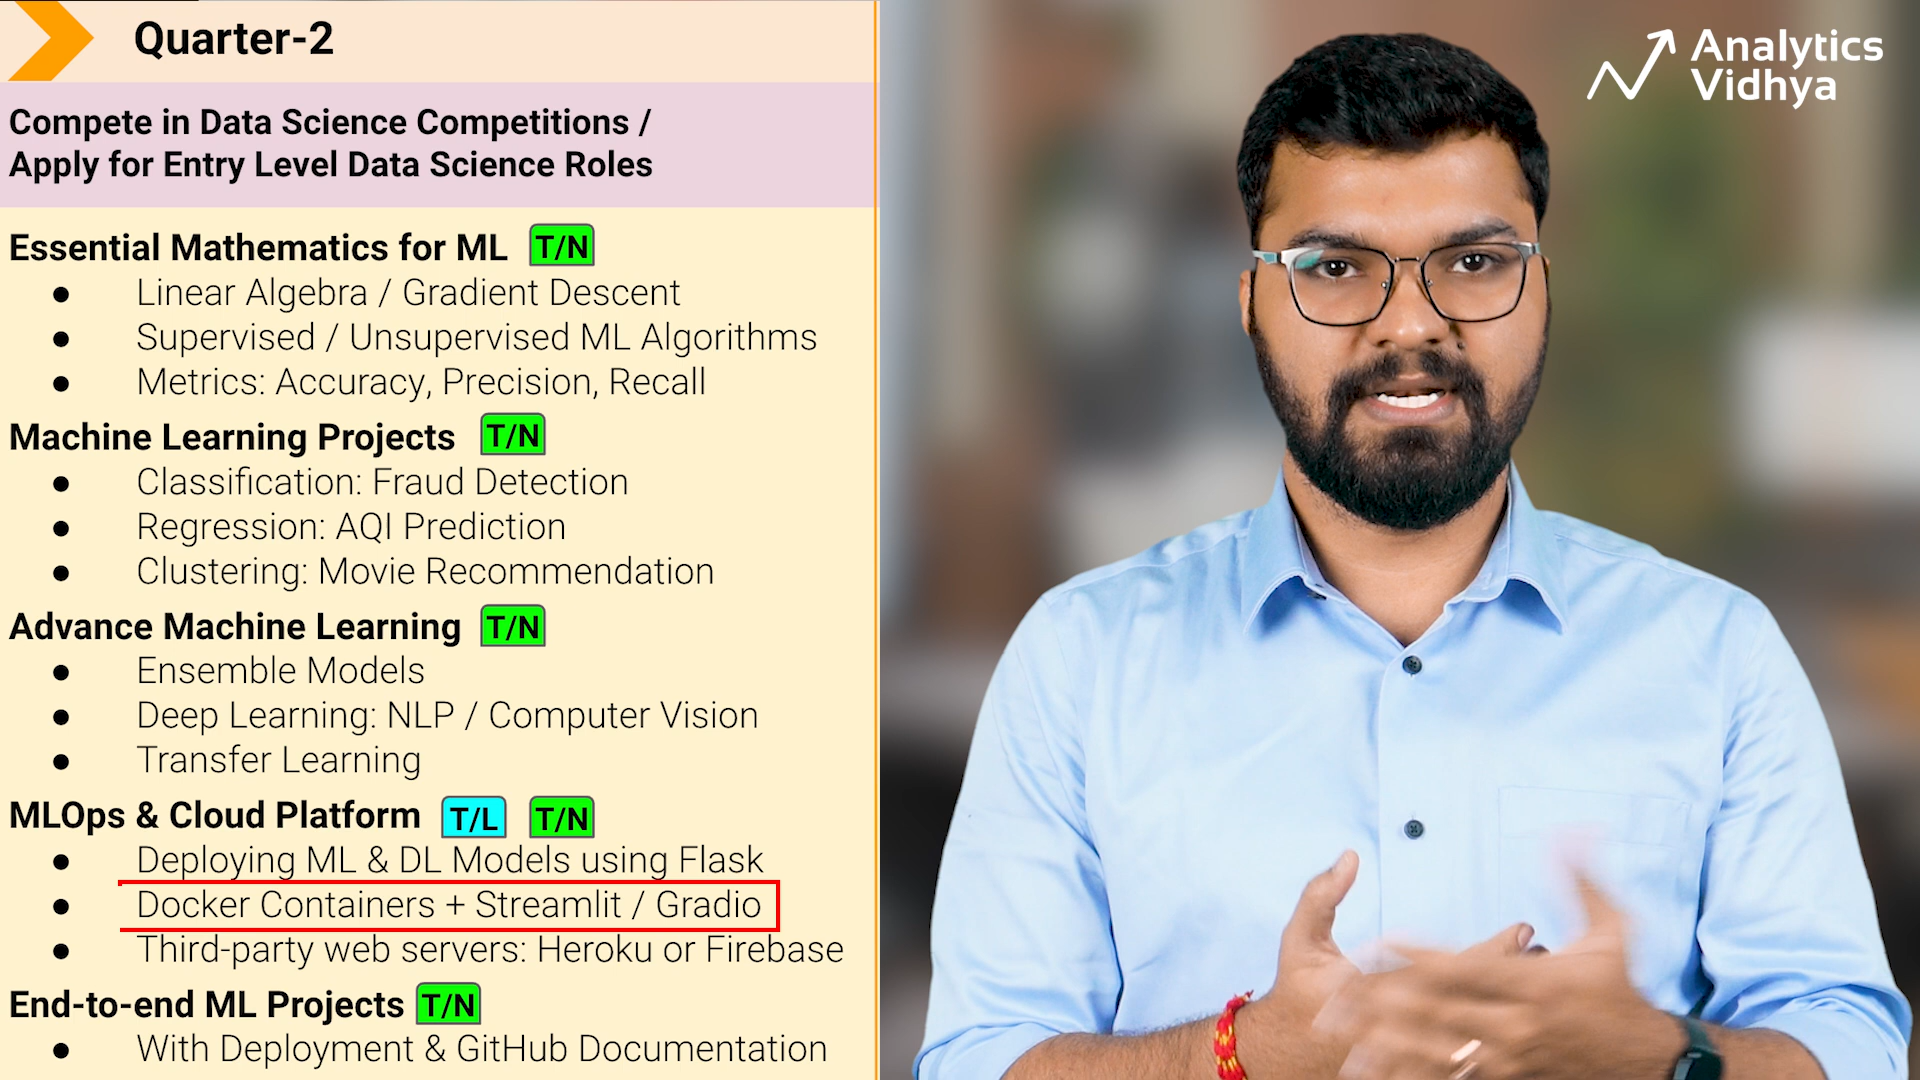 Quarter-2
Compete in Data Science Competitions /
Apply for Entry Level Data Science Roles
Essential Mathematics for ML T/N
● Linear Algebra / Gradient Descent
● Supervised / Unsupervised ML Algorithms
● Metrics: Accuracy, Precision, Recall
Machine Learning Projects T/N
● Classification: Fraud Detection
● Regression: AQI Prediction
● Clustering: Movie Recommendation
Advance Machine Learning T/N
● Ensemble Models
● Deep Learning: NLP / Computer Vision
● Transfer Learning
MLOps & Cloud Platform T/L T/N
● Deploying ML & DL Models using Flask
● Docker Containers + Streamlit / Gradio
● Third-party web servers: Heroku or Firebase
End-to-end ML Projects T/N
● With Deployment & GitHub Documentation
Analytics
Vidhya